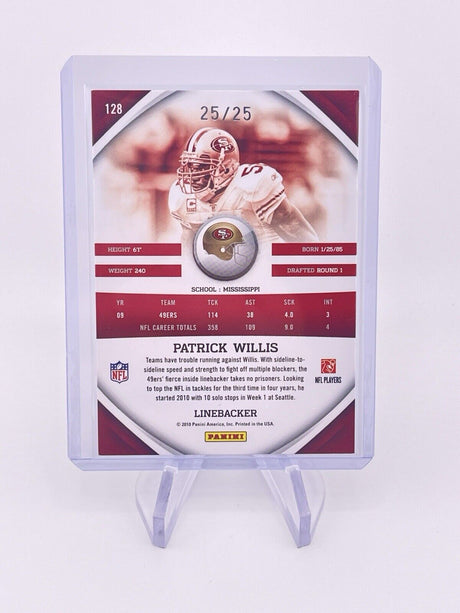 128
25/25
5
SF
HEIGHT 6'1"
BORN 1/25/85
WEIGHT 240
DRAFTED ROUND 1
SCHOOL : MISSISSIPPI
YR TEAM TCK AST SCK INT
09 49ERS 114 38 4.0 3
NFL CAREER TOTALS 358 109 9.0 4
PATRICK WILLIS
Teams have trouble running against Willis. With sideline-to-
sideline speed and strength to fight off multiple blockers, the
49ers' fierce inside linebacker takes no prisoners. Looking to
top the NFL in tackles for the third time in four years, he
started 2010 with 10 solo stops in Week 1 at Seattle.
NFL
NFL PLAYERS
LINEBACKER
© 2010 Panini America, Inc. Printed in the USA.
PANINI